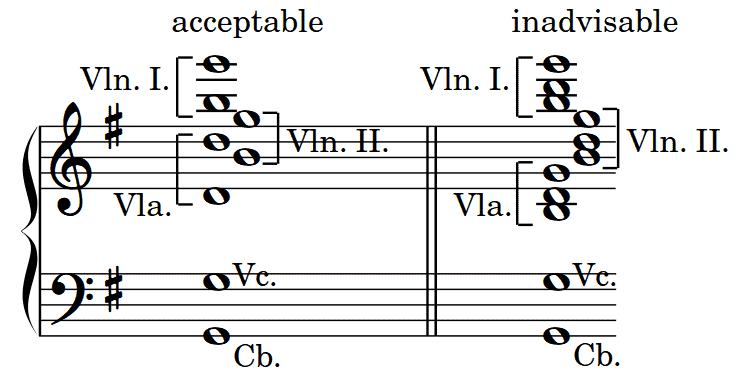 acceptable inadvisable
Vln. I. Vln. I.
Vln. II. Vln. II.
Vla. Vla.
Vc. Vc.
Cb. Cb.